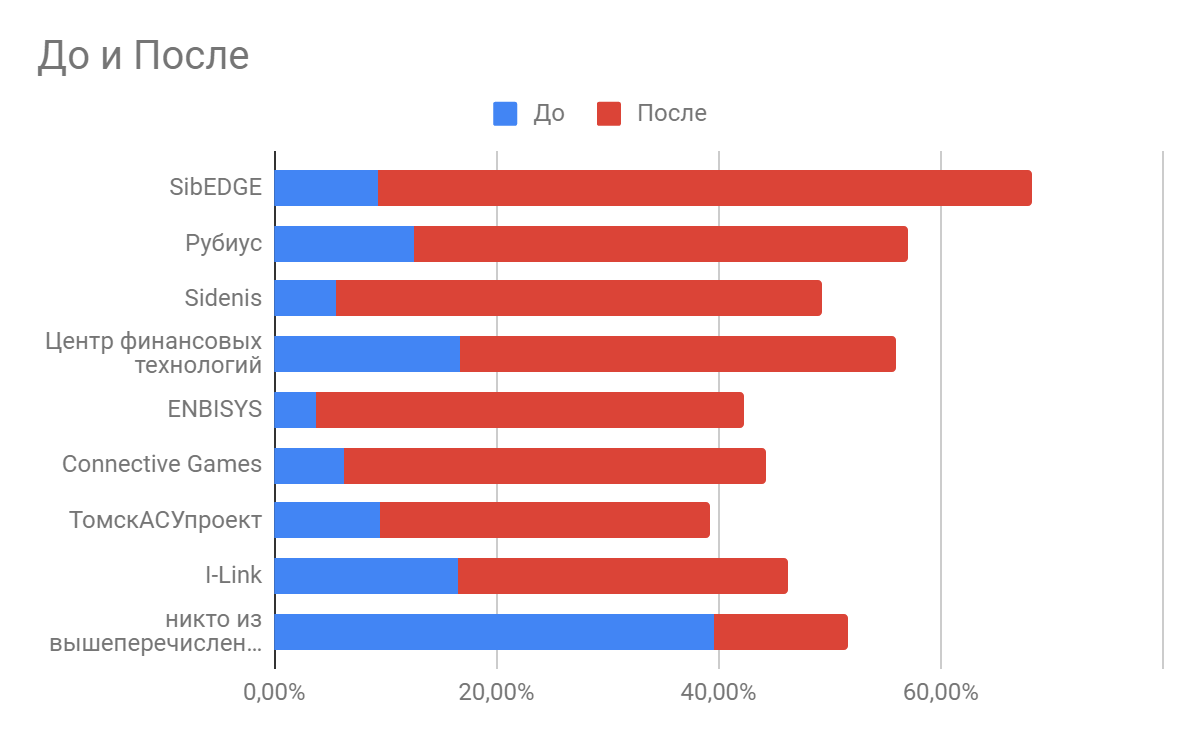 До и После
До
После
SibEDGE
Рубиус
Sidenis
Центр финансовых
технологий
ENBISYS
Connective Games
ТомскАСУпроект
I-Link
никто из
вышеперечислен…
0,00%
20,00%
40,00%
60,00%